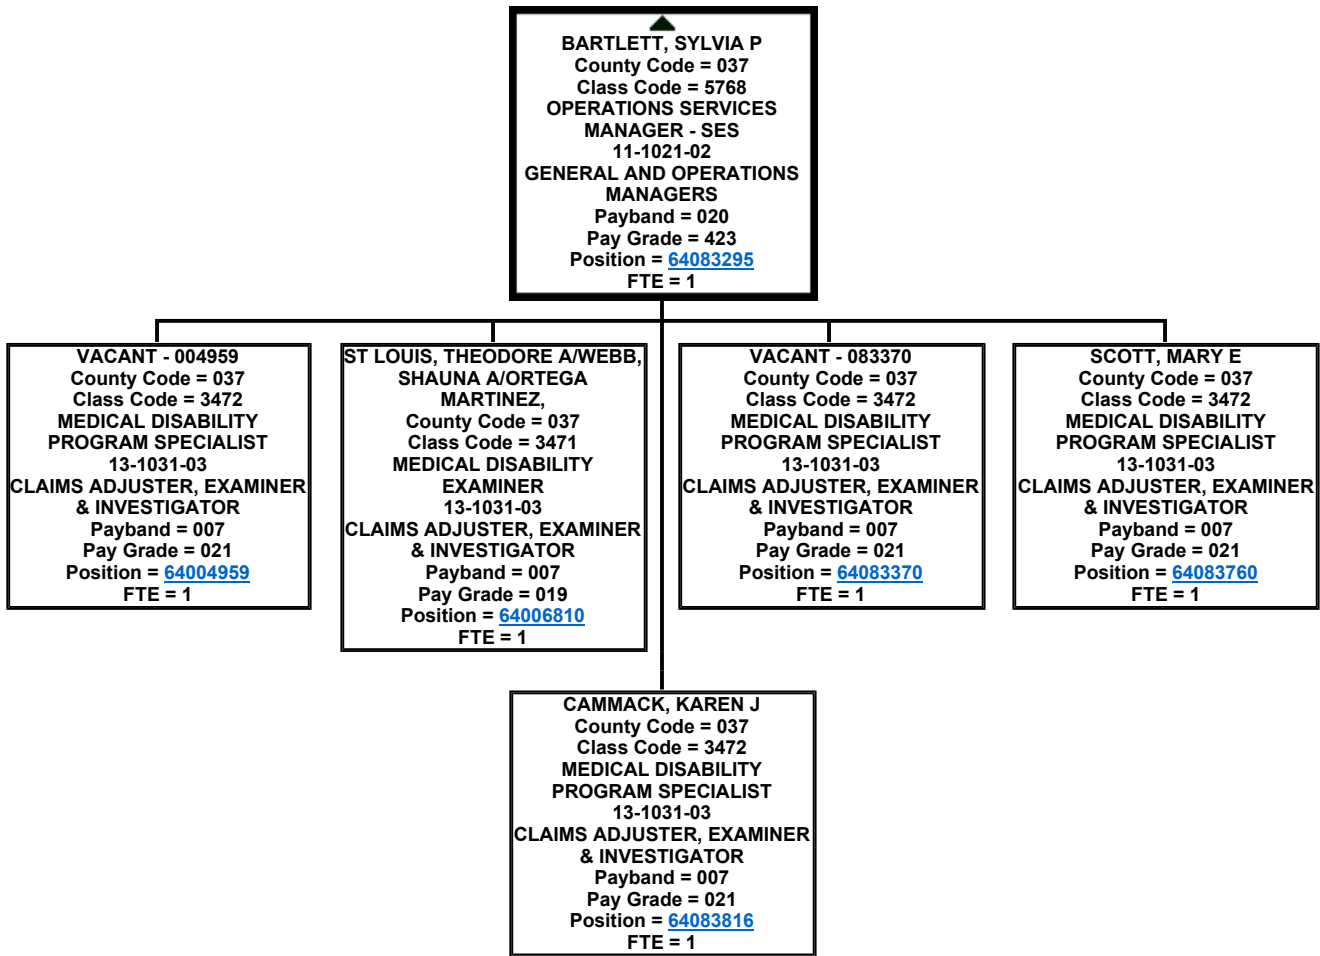 BARTLETT, SYLVIA P
County Code = 037
Class Code = 5768
OPERATIONS SERVICES
MANAGER - SES
11-1021-02
GENERAL AND OPERATIONS
MANAGERS
Payband = 020
Pay Grade = 423
Position = 64083295
FTE = 1
VACANT - 004959
County Code = 037
Class Code = 3472
MEDICAL DISABILITY
PROGRAM SPECIALIST
13-1031-03
CLAIMS ADJUSTER, EXAMINER
& INVESTIGATOR
Payband = 007
Pay Grade = 021
Position = 64004959
FTE = 1
ST LOUIS, THEODORE A/WEBB,
SHAUNA A/ORTEGA
MARTINEZ,
County Code = 037
Class Code = 3471
MEDICAL DISABILITY
EXAMINER
13-1031-03
CLAIMS ADJUSTER, EXAMINER
& INVESTIGATOR
Payband = 007
Pay Grade = 019
Position = 64006810
FTE = 1
VACANT - 083370
County Code = 037
Class Code = 3472
MEDICAL DISABILITY
PROGRAM SPECIALIST
13-1031-03
CLAIMS ADJUSTER, EXAMINER
& INVESTIGATOR
Payband = 007
Pay Grade = 021
Position = 64083370
FTE = 1
SCOTT, MARY E
County Code = 037
Class Code = 3472
MEDICAL DISABILITY
PROGRAM SPECIALIST
13-1031-03
CLAIMS ADJUSTER, EXAMINER
& INVESTIGATOR
Payband = 007
Pay Grade = 021
Position = 64083760
FTE = 1
CAMMACK, KAREN J
County Code = 037
Class Code = 3472
MEDICAL DISABILITY
PROGRAM SPECIALIST
13-1031-03
CLAIMS ADJUSTER, EXAMINER
& INVESTIGATOR
Payband = 007
Pay Grade = 021
Position = 64083816
FTE = 1